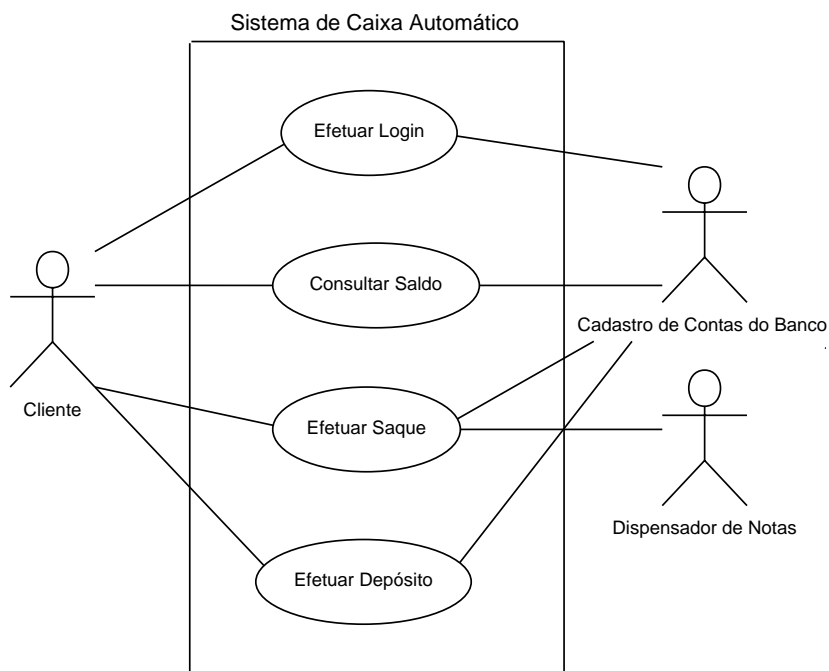 Sistema de Caixa Automático
Efetuar Login
Consultar Saldo
Cadastro de Contas do Banco
Cliente
Efetuar Saque
Dispensador de Notas
Efetuar Depósito